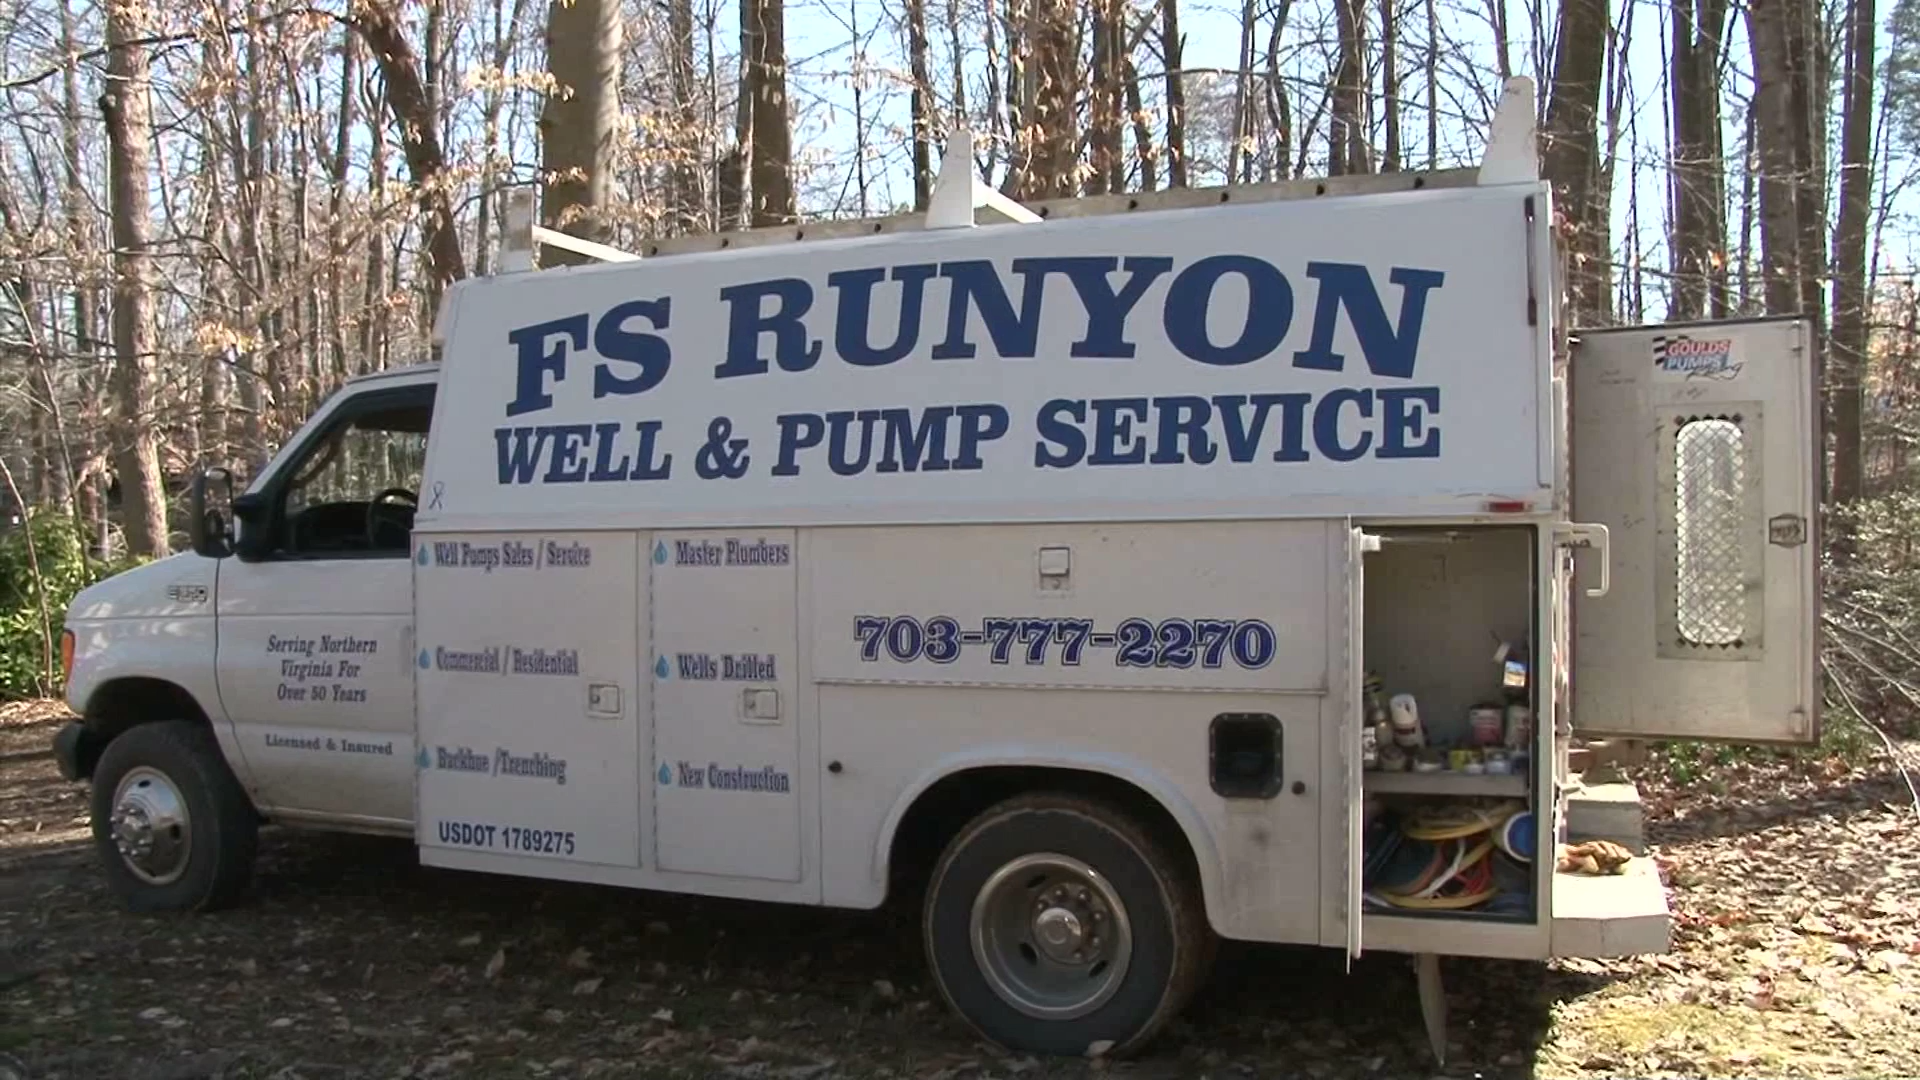 FS RUNYON
WELL & PUMP SERVICE
GOULDS
PUMPS
Well Pumps Sales / Service
Master Plumbers
Serving Northern
Virginia For
Over 50 Years
Licensed & Insured
Commercial / Residential
Wells Drilled
703-777-2270
Backhoe /Trenching
New Construction
USDOT 1789275